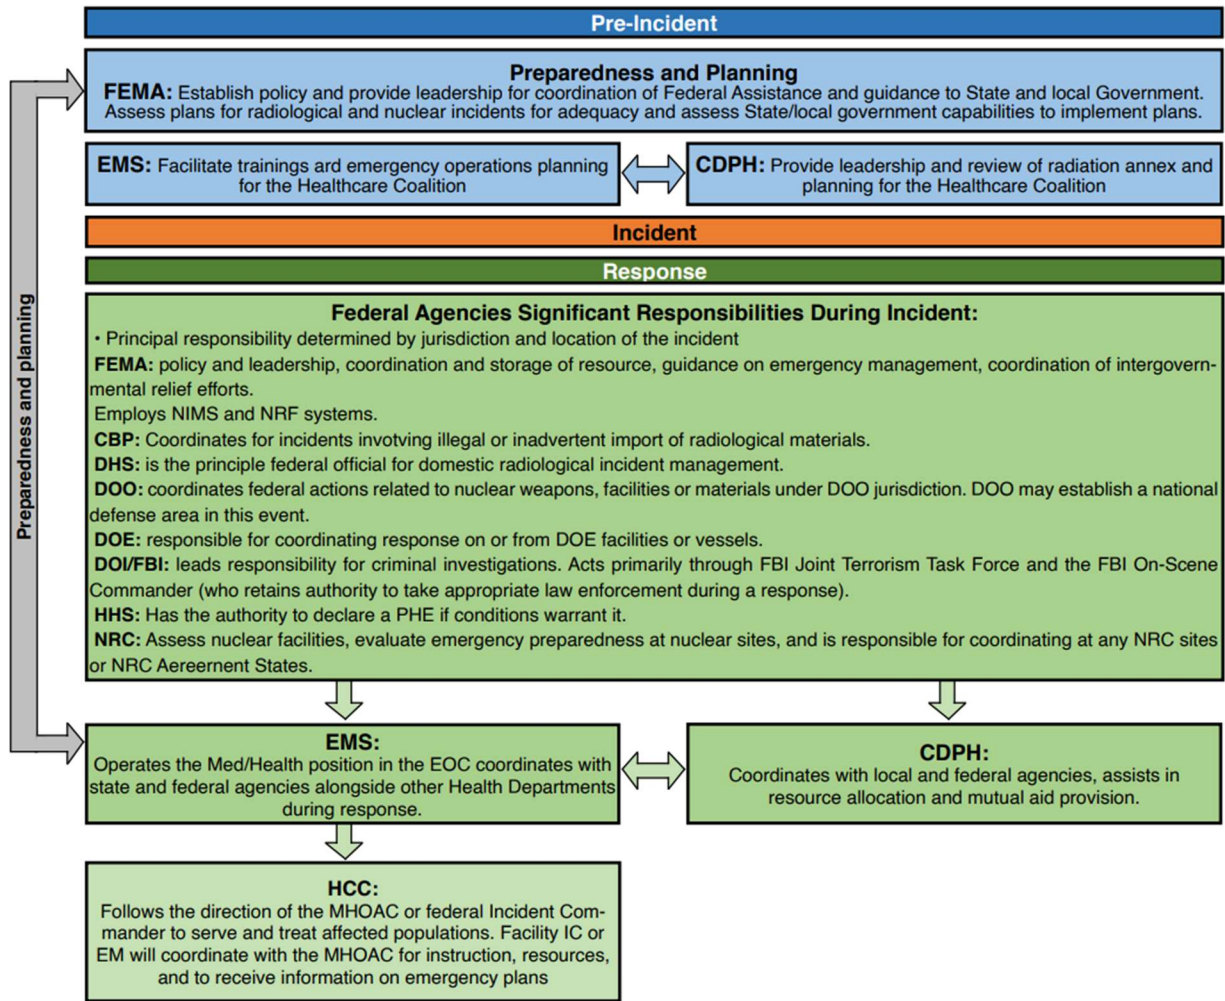 Pre-Incident
Preparedness and Planning
FEMA: Establish policy and provide leadership for coordination of Federal Assistance and guidance to State and local Government.
Assess plans for radiological and nuclear incidents for adequacy and assess State/local government capabilities to implement plans.
EMS: Facilitate trainings ard emergency operations planning
for the Healthcare Coalition
CDPH: Provide leadership and review of radiation annex and
planning for the Healthcare Coalition
Incident
Response
Preparedness and planning
Federal Agencies Significant Responsibilities During Incident:
• Principal responsibility determined by jurisdiction and location of the incident
FEMA: policy and leadership, coordination and storage of resource, guidance on emergency management, coordination of intergovern-
mental relief efforts.
Employs NIMS and NRF systems.
CBP: Coordinates for incidents involving illegal or inadvertent import of radiological materials.
DHS: is the principle federal official for domestic radiological incident management.
DOO: coordinates federal actions related to nuclear weapons, facilities or materials under DOO jurisdiction. DOO may establish a national
defense area in this event.
DOE: responsible for coordinating response on or from DOE facilities or vessels.
DOI/FBI: leads responsibility for criminal investigations. Acts primarily through FBI Joint Terrorism Task Force and the FBI On-Scene
Commander (who retains authority to take appropriate law enforcement during a response).
HHS: Has the authority to declare a PHE if conditions warrant it.
NRC: Assess nuclear facilities, evaluate emergency preparedness at nuclear sites, and is responsible for coordinating at any NRC sites
or NRC Aereernent States.
EMS:
Operates the Med/Health position in the EOC coordinates with
state and federal agencies alongside other Health Departments
during response.
CDPH:
Coordinates with local and federal agencies, assists in
resource allocation and mutual aid provision.
HCC:
Follows the direction of the MHOAC or federal Incident Com-
mander to serve and treat affected populations. Facility IC or
EM will coordinate with the MHOAC for instruction, resources,
and to receive information on emergency plans